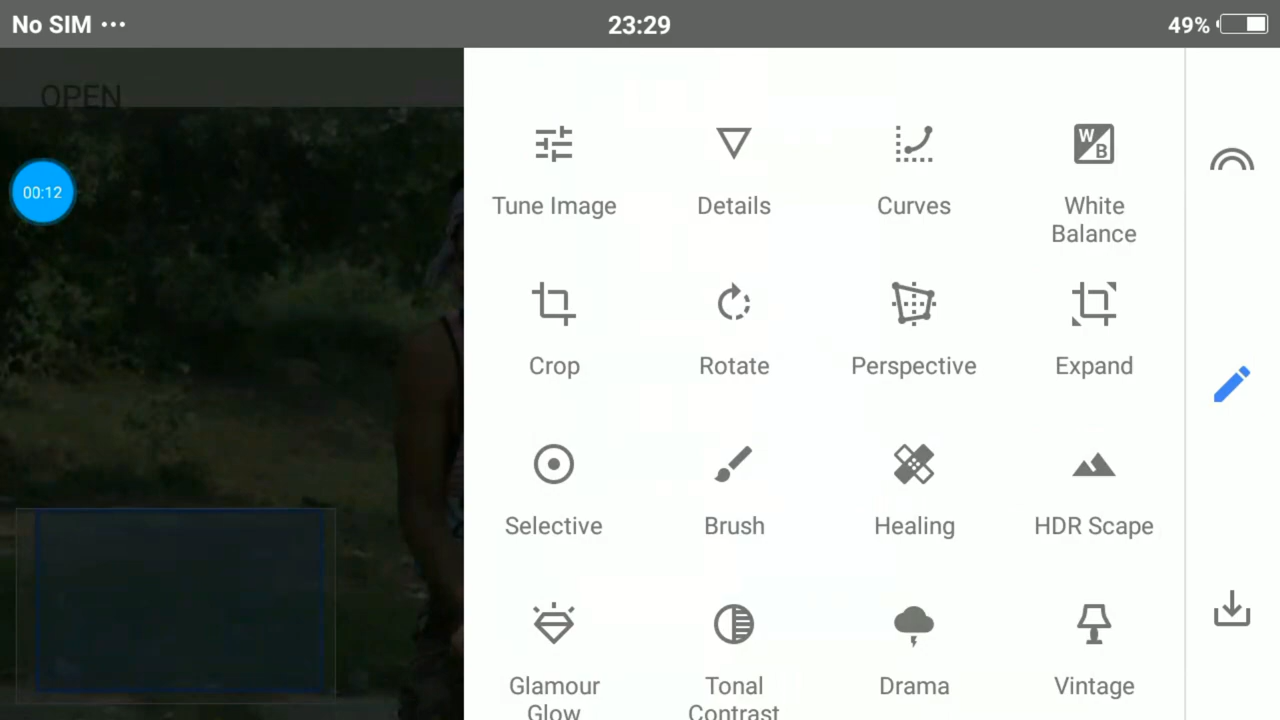 No SIM ··· 23:29 49%
OPEN
00:12
Tune Image Details Curves White Balance
W B
Crop Rotate Perspective Expand
Selective Brush Healing HDR Scape
Glamour Glow Tonal Contrast Drama Vintage